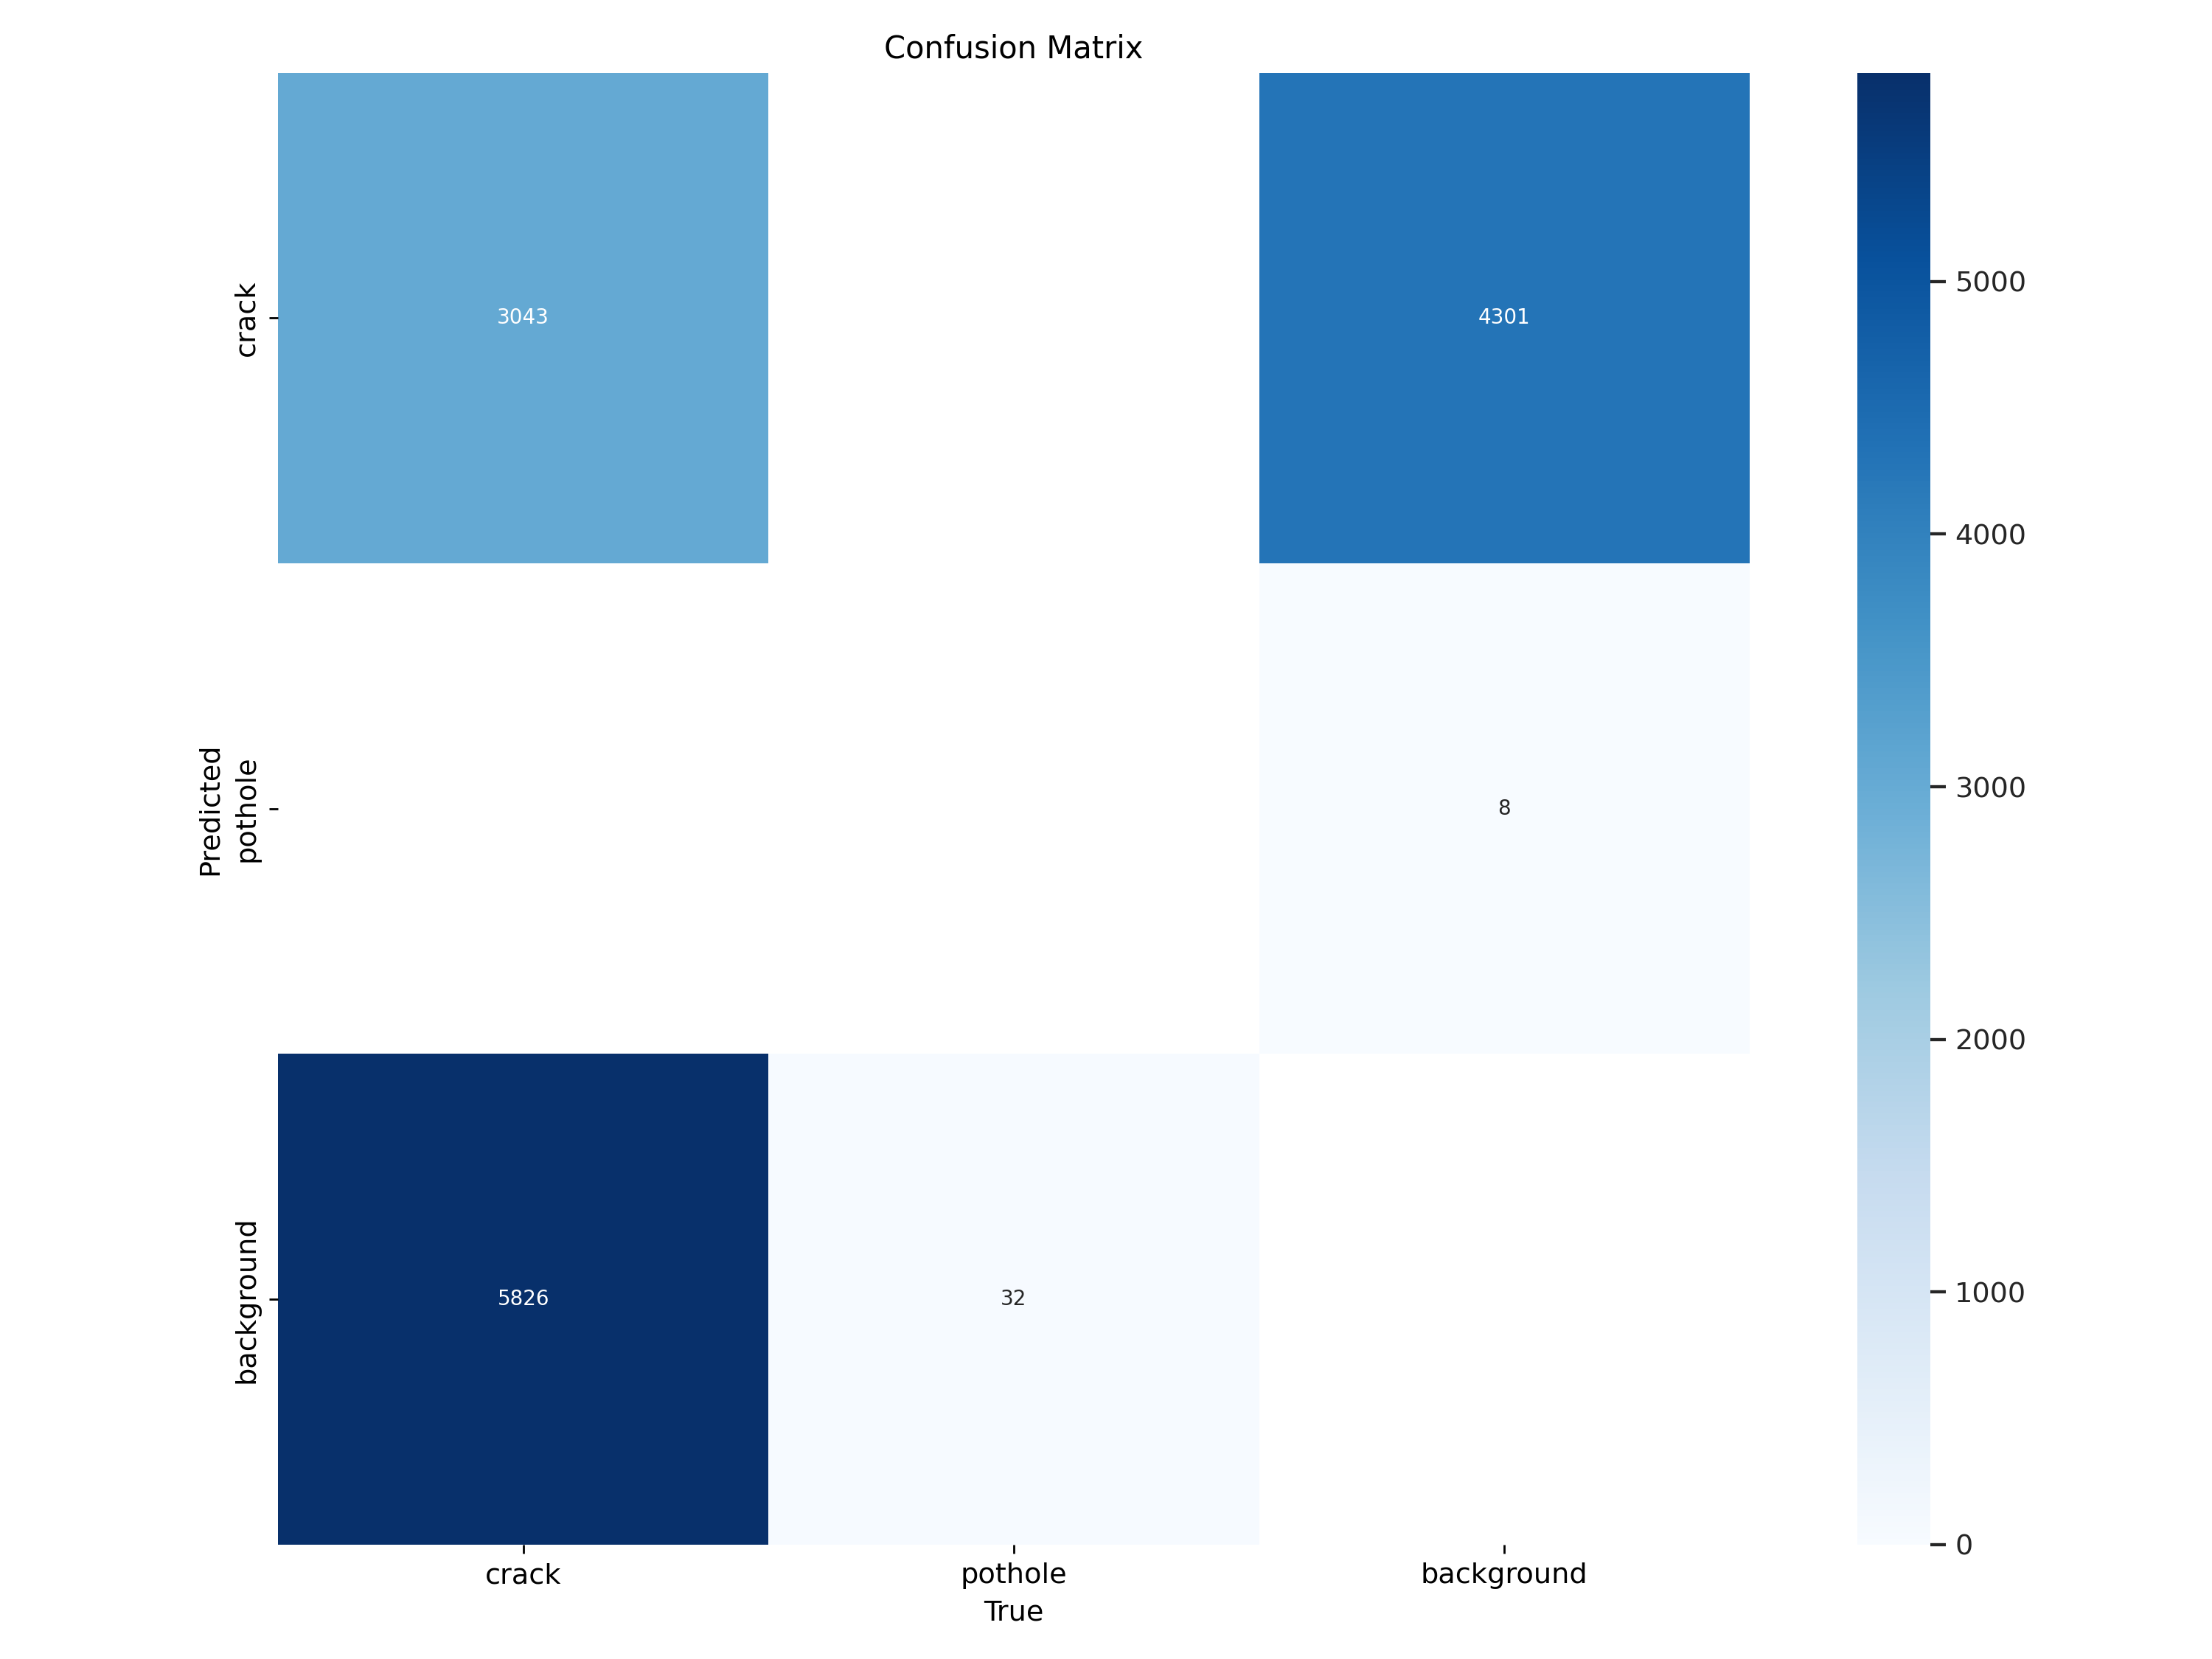 Confusion Matrix
crack
3043
4301
Predicted
pothole
8
background
5826
32
crack
pothole
background
True
5000
4000
3000
2000
1000
0